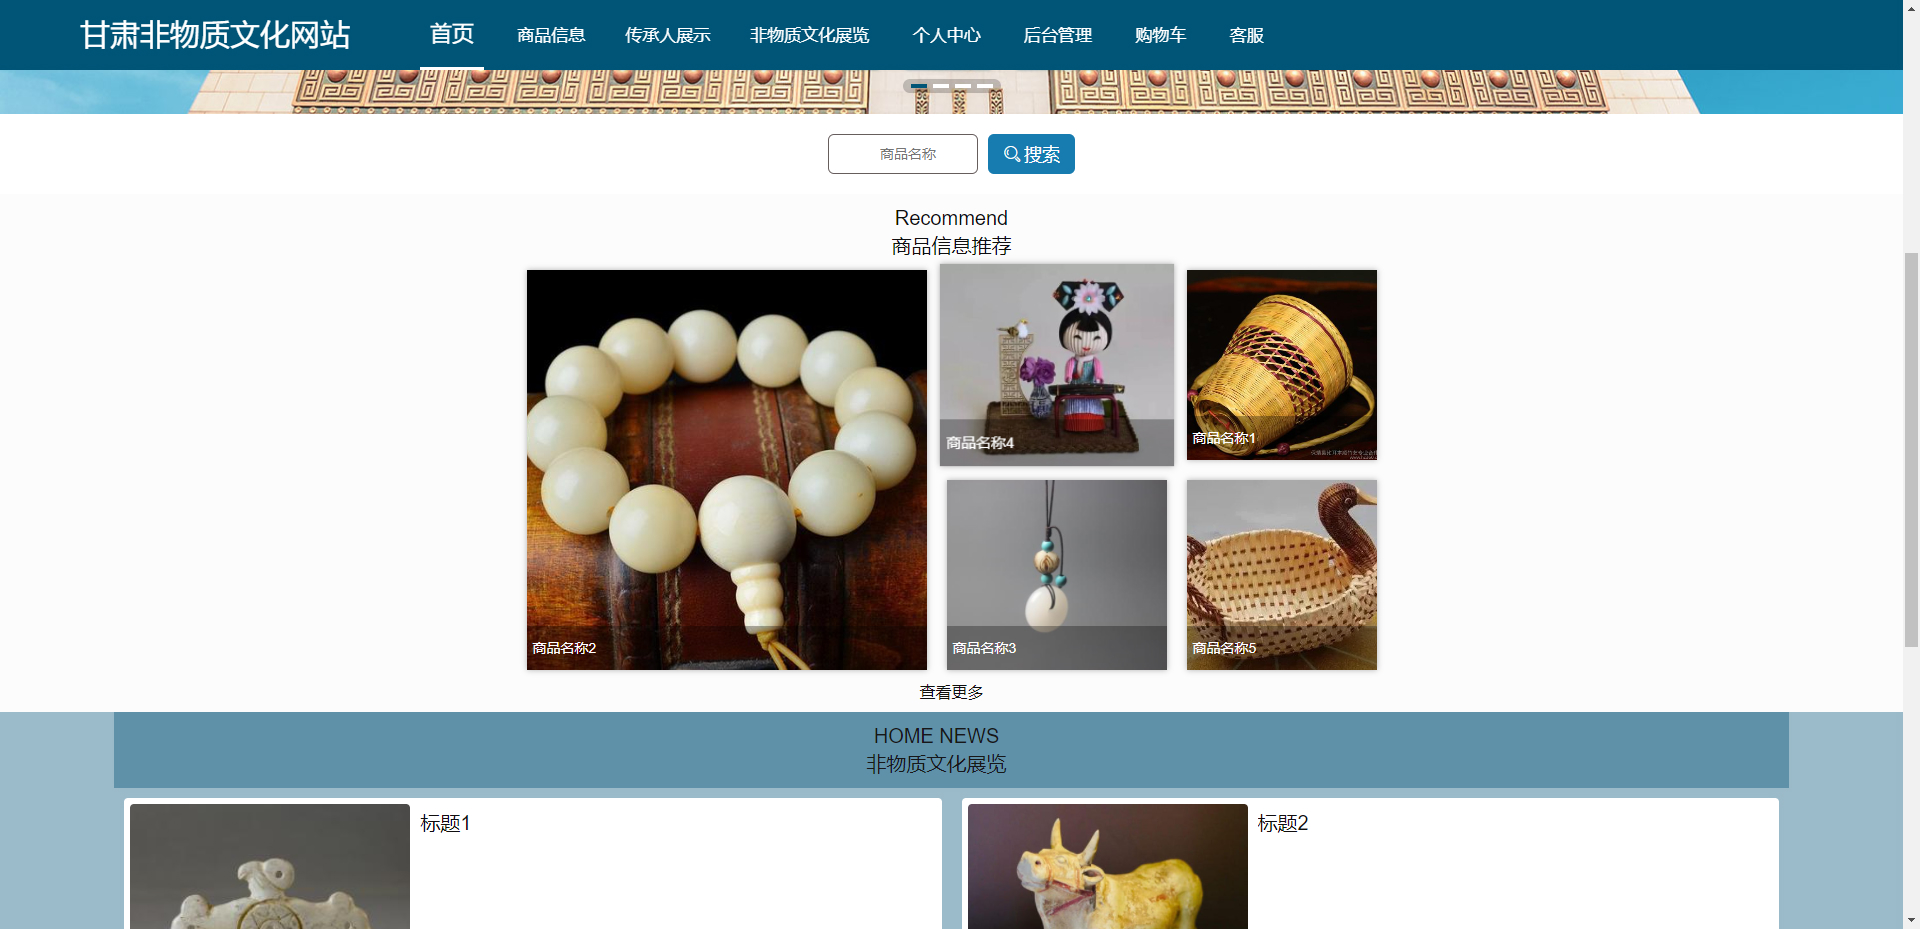 甘肃非物质文化网站
首页 商品信息 传承人展示 非物质文化展览 个人中心 后台管理 购物车 客服
商品名称
搜索
Recommend
商品信息推荐
商品名称4
商品名称1
商品名称2
商品名称3
商品名称5
查看更多
HOME NEWS
非物质文化展览
标题1
标题2